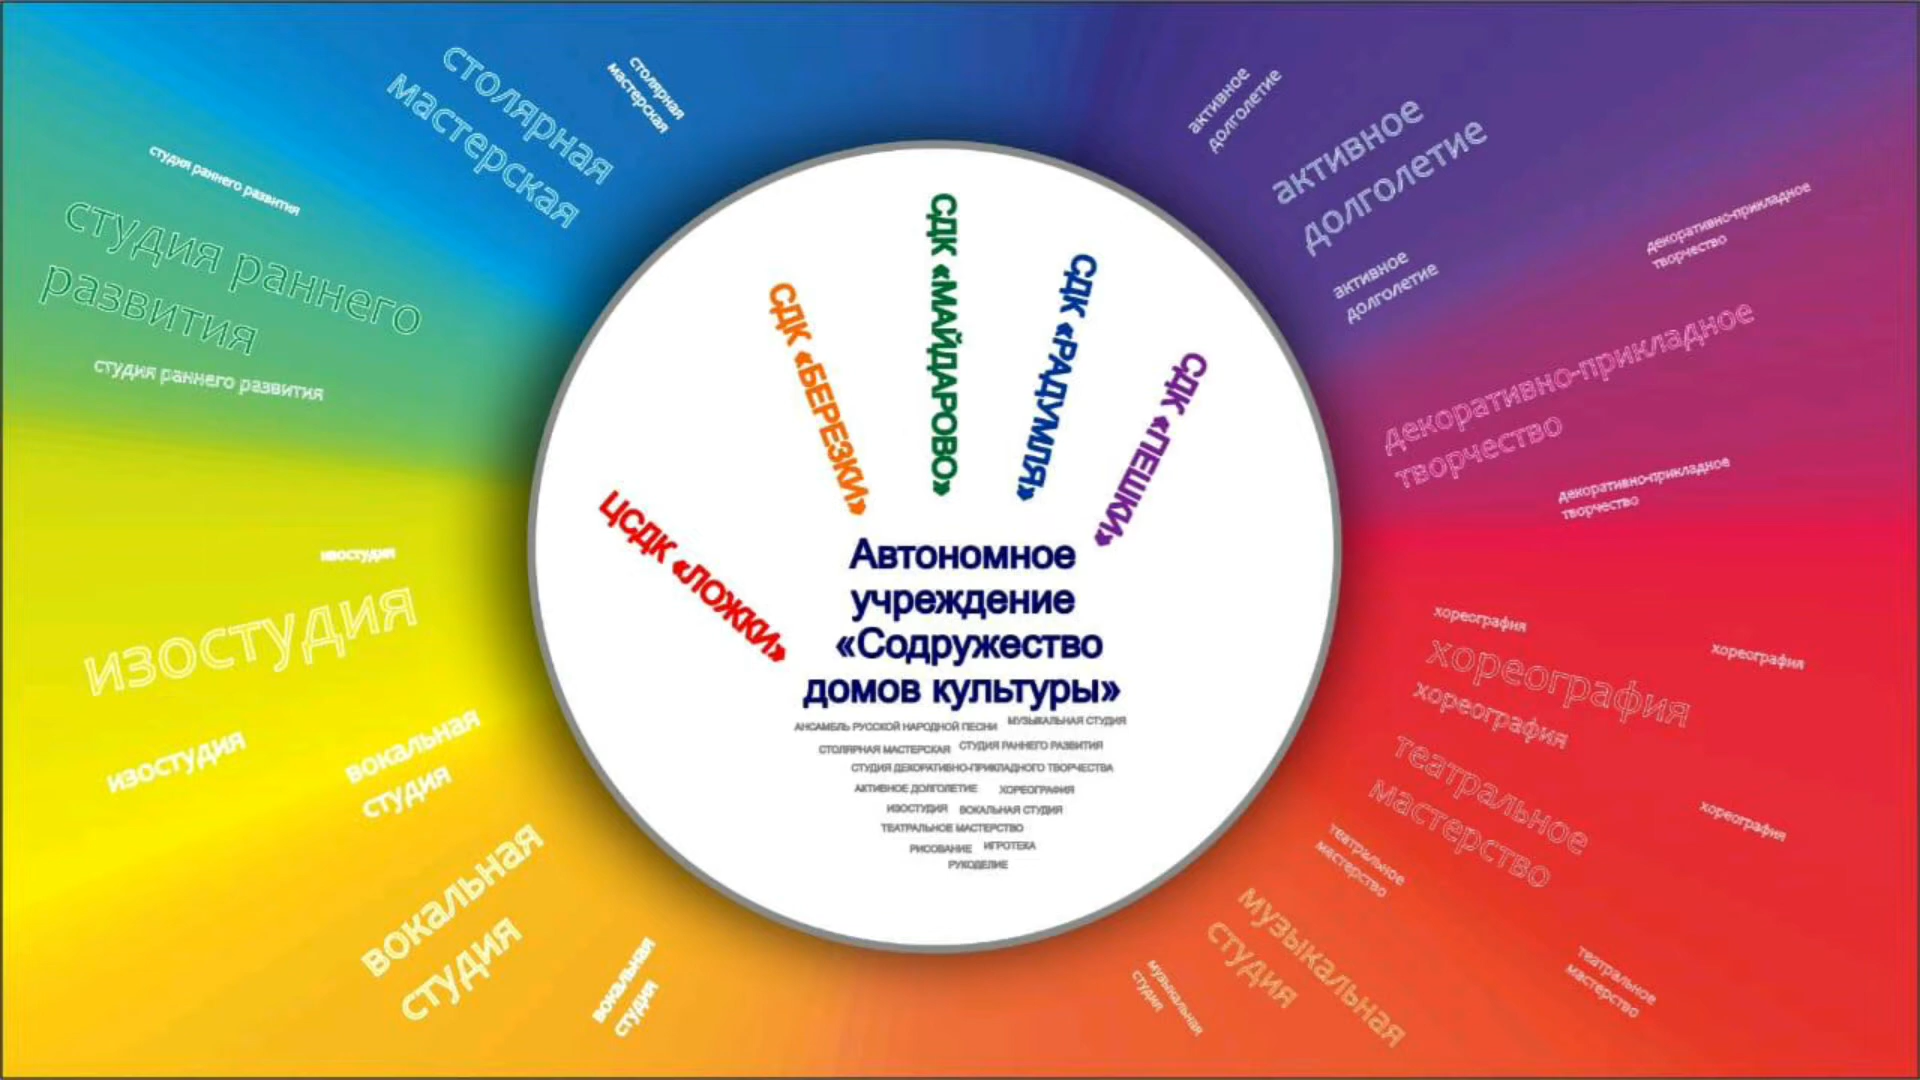 столярная
мастерская
столярная
мастерская
студия раннего развития
студия раннего
развития
студия раннего развития
изостудия
изостудия
изостудия
вокальная
студия
вокальная
студия
вокальная
студия
ЦСДК «ЛОЖКИ»
СДК «БЕРЕЗКИ»
СДК «МАЙДАРОВО»
СДК «РАДУМЛЯ»
СДК «ПЕШКИ»
Автономное
учреждение
«Содружество
домов культуры»
АНСАМБЛЬ РУССКОЙ НАРОДНОЙ ПЕСНИ МУЗЫКАЛЬНАЯ СТУДИЯ
СТОЛЯРНАЯ МАСТЕРСКАЯ СТУДИЯ РАННЕГО РАЗВИТИЯ
СТУДИЯ ДЕКОРАТИВНО-ПРИКЛАДНОГО ТВОРЧЕСТВА
АКТИВНОЕ ДОЛГОЛЕТИЕ ХОРЕОГРАФИЯ
ИЗОСТУДИЯ ВОКАЛЬНАЯ СТУДИЯ
ТЕАТРАЛЬНОЕ МАСТЕРСТВО
РИСОВАНИЕ ИГРОТЕКА
РУКОДЕЛИЕ
активное
долголетие
активное
долголетие
активное
долголетие
декоративно-прикладное
творчество
декоративно-прикладное
творчество
декоративно-прикладное
творчество
хореография
хореография
хореография
хореография
хореография
театральное
мастерство
театральное
мастерство
театральное
мастерство
музыкальная
студия
музыкальная
студия